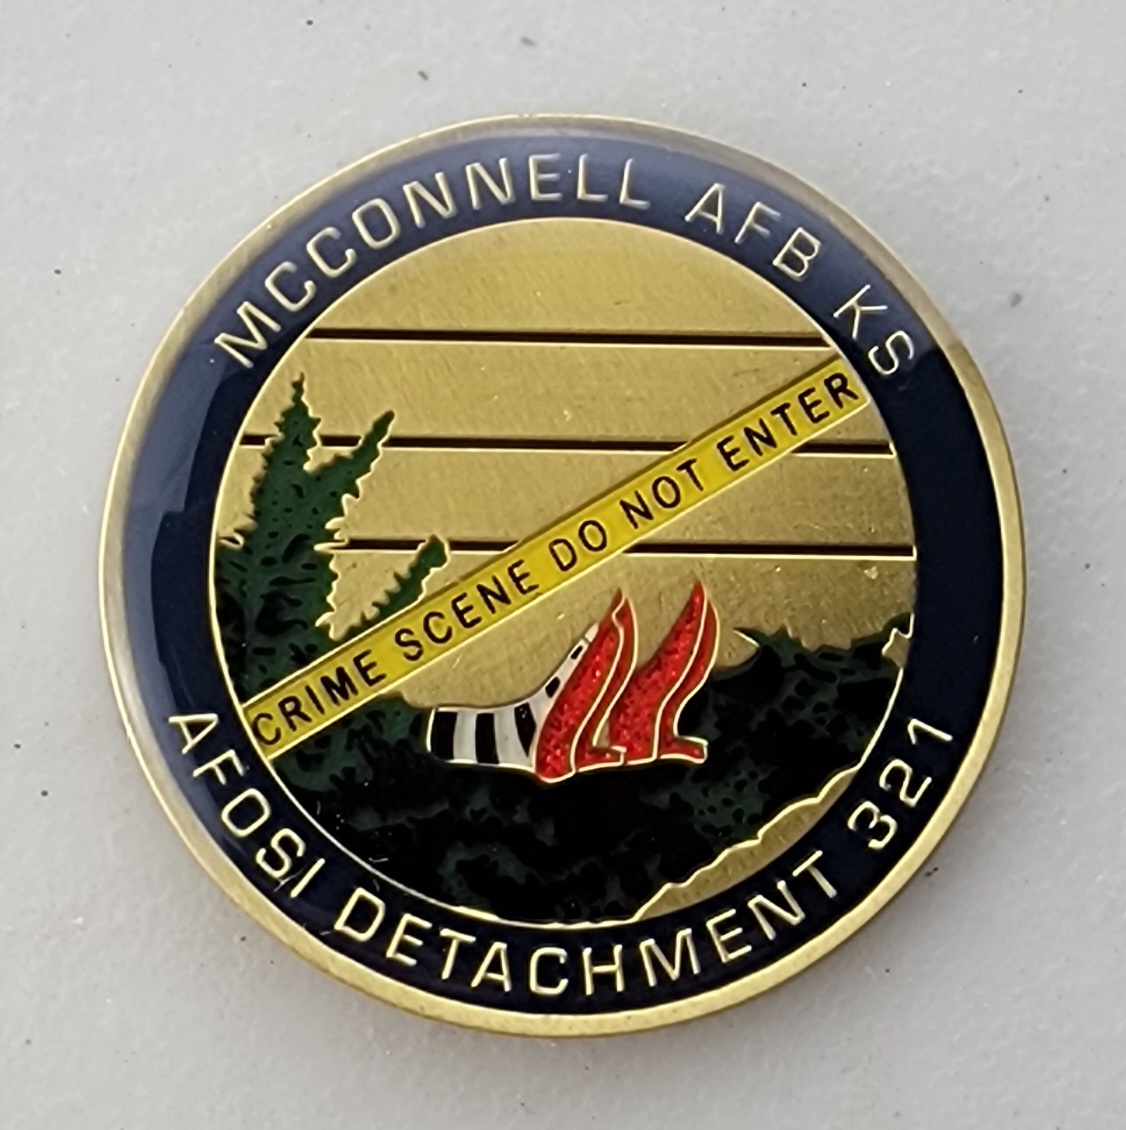 MCCONNELL AFB KS
CRIME SCENE DO NOT ENTER
AFOSI DETACHMENT 321